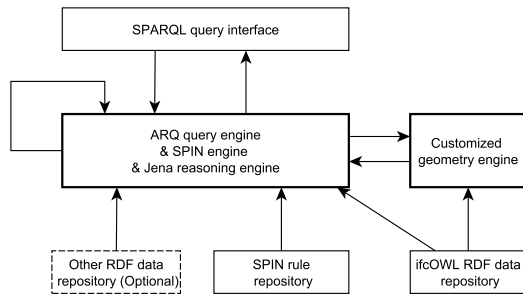 SPARQL query interface
ARQ query engine
& SPIN engine
& Jena reasoning engine
Customized
geometry engine
Other RDF data
repository (Optional)
SPIN rule
repository
ifcOWL RDF data
repository